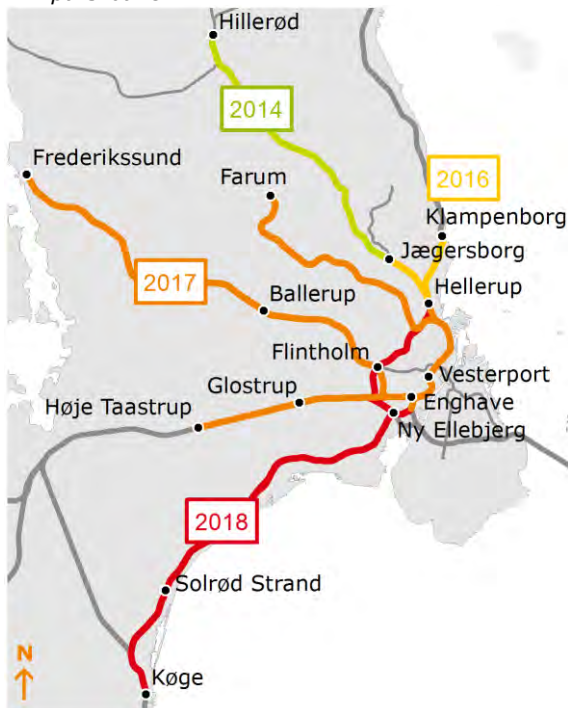 Hillerød
2014
Frederikssund
Farum
2016
Klampenborg
Jægersborg
2017
Hellerup
Ballerup
Flintholm
Vesterport
Glostrup
Enghave
Høje Taastrup
Ny Ellebjerg
2018
Solrød Strand
N
Køge